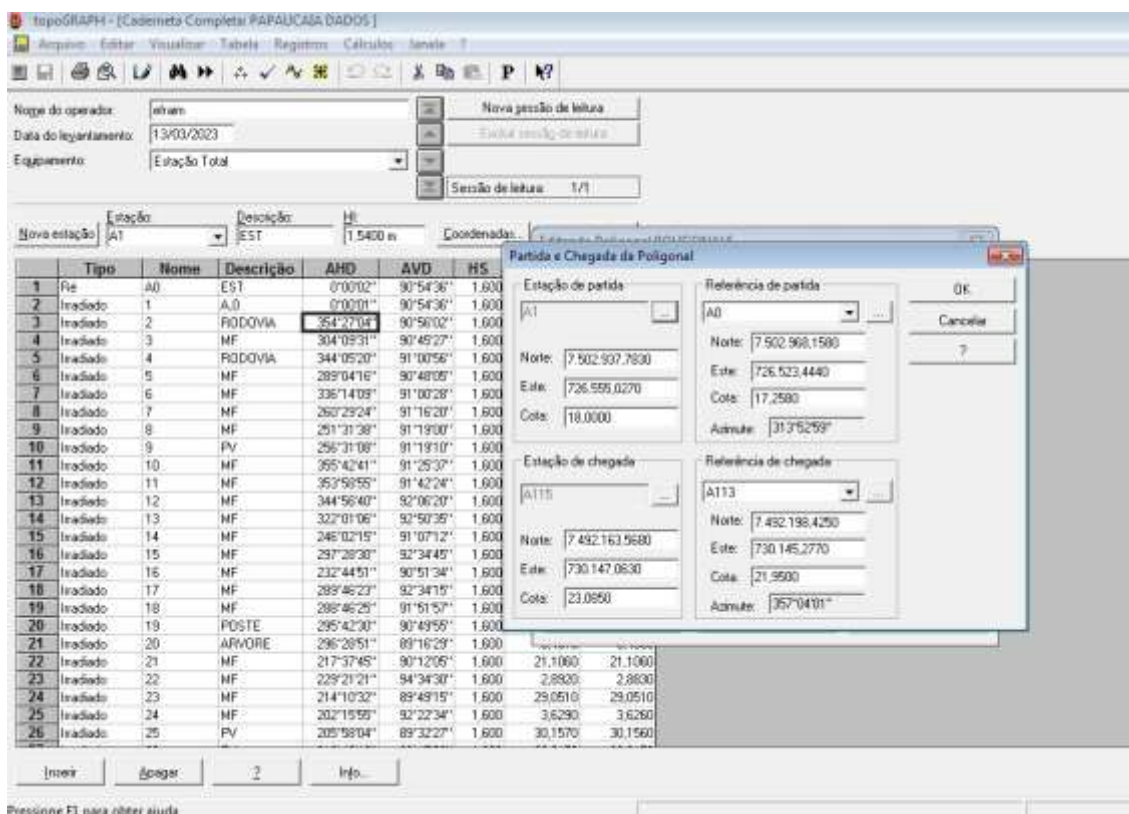 topoGRAPH - [Caderneta Completa: PAPAUCAIA DADOS ]
Arquivo Editar Visualizar Tabela Registros Cálculos Janela ?
P
Nome do operador:
Nova sessão de leitura
Data do levantamento: 13/03/2023
Excluir sessão de leitura
Equipamento: Estação Total
Sessão de leitura: 1/1
Estação: Descrição: HI:
Nova estação A1 EST 1.5400 m Coordenadas...
Tipo Nome Descrição AHD AVD HS
1 Ré A0 EST 0°00'02" 90°54'36" 1,600
2 Irradiado 1 A.0 0°00'01" 90°54'36" 1,600
3 Irradiado 2 RODOVIA 354°27'04" 90°56'02" 1,600
4 Irradiado 3 MF 304°09'31" 90°45'27" 1,600
5 Irradiado 4 RODOVIA 344°05'20" 91°00'56" 1,600
6 Irradiado 5 MF 289°04'16" 90°48'05" 1,600
7 Irradiado 6 MF 336°14'09" 91°00'28" 1,600
8 Irradiado 7 MF 260°29'24" 91°16'20" 1,600
9 Irradiado 8 MF 251°31'38" 91°19'00" 1,600
10 Irradiado 9 PV 256°31'08" 91°19'10" 1,600
11 Irradiado 10 MF 355°42'41" 91°25'37" 1,600
12 Irradiado 11 MF 353°58'55" 91°42'24" 1,600
13 Irradiado 12 MF 344°56'40" 92°06'20" 1,600
14 Irradiado 13 MF 322°01'06" 92°50'35" 1,600
15 Irradiado 14 MF 246°02'15" 91°07'12" 1,600
16 Irradiado 15 MF 297°28'30" 92°34'45" 1,600
17 Irradiado 16 MF 232°44'51" 90°51'34" 1,600
18 Irradiado 17 MF 289°46'23" 92°34'15" 1,600
19 Irradiado 18 MF 288°46'25" 91°51'57" 1,600
20 Irradiado 19 POSTE 295°42'30" 90°49'55" 1,600
21 Irradiado 20 ARVORE 296°28'51" 89°16'29" 1,600
22 Irradiado 21 MF 217°37'45" 90°12'05" 1,600 21,1060 21,1060
23 Irradiado 22 MF 229°21'21" 94°34'30" 1,600 2,8920 2,8830
24 Irradiado 23 MF 214°10'32" 89°49'15" 1,600 29,0510 29,0510
25 Irradiado 24 MF 202°15'55" 92°22'34" 1,600 3,6290 3,6260
26 Irradiado 25 PV 205°58'04" 89°32'27" 1,600 30,1570 30,1560
Partida e Chegada da Poligonal
Estação de partida
A1 ...
Norte: 7.502.937,7830
Este: 726.555,0270
Cota: 18,0000
Referência de partida
A0 ...
Norte: 7.502.968,1580
Este: 726.523,4440
Cota: 17,2580
Azimute: 313°52'59"
OK
Cancelar
?
Estação de chegada
A115 ...
Norte: 7.492.163,5680
Este: 730.147,0630
Cota: 23,0850
Referência de chegada
A113 ...
Norte: 7.492.198,4250
Este: 730.145,2770
Cota: 21,9500
Azimute: 357°04'01"
Inserir Apagar ? Info...
Pressione F1 para obter ajuda